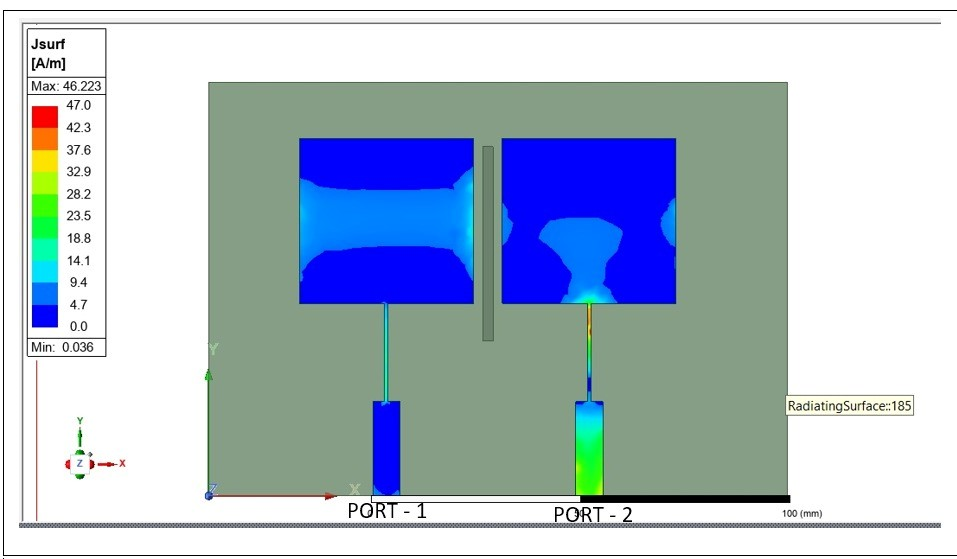 Jsurf
[A/m]
Max: 46.223
47.0
42.3
37.6
32.9
28.2
23.5
18.8
14.1
9.4
4.7
0.0
Min: 0.036
Y
RadiatingSurface::185
Y
Z
X
Z
X
PORT - 1
PORT - 2
100 (mm)